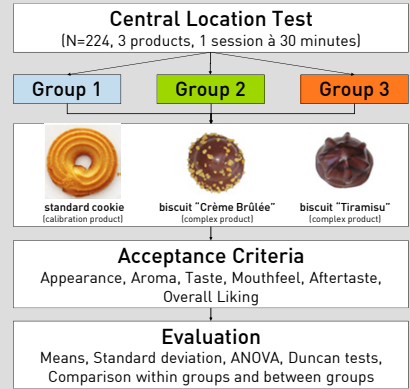 Central Location Test
(N=224, 3 products, 1 session à 30 minutes)
Group 1
Group 2
Group 3
standard cookie
(calibration product)
biscuit "Crème Brûlée"
(complex product)
biscuit "Tiramisu"
(complex product)
Acceptance Criteria
Appearance, Aroma, Taste, Mouthfeel, Aftertaste,
Overall Liking
Evaluation
Means, Standard deviation, ANOVA, Duncan tests,
Comparison within groups and between groups